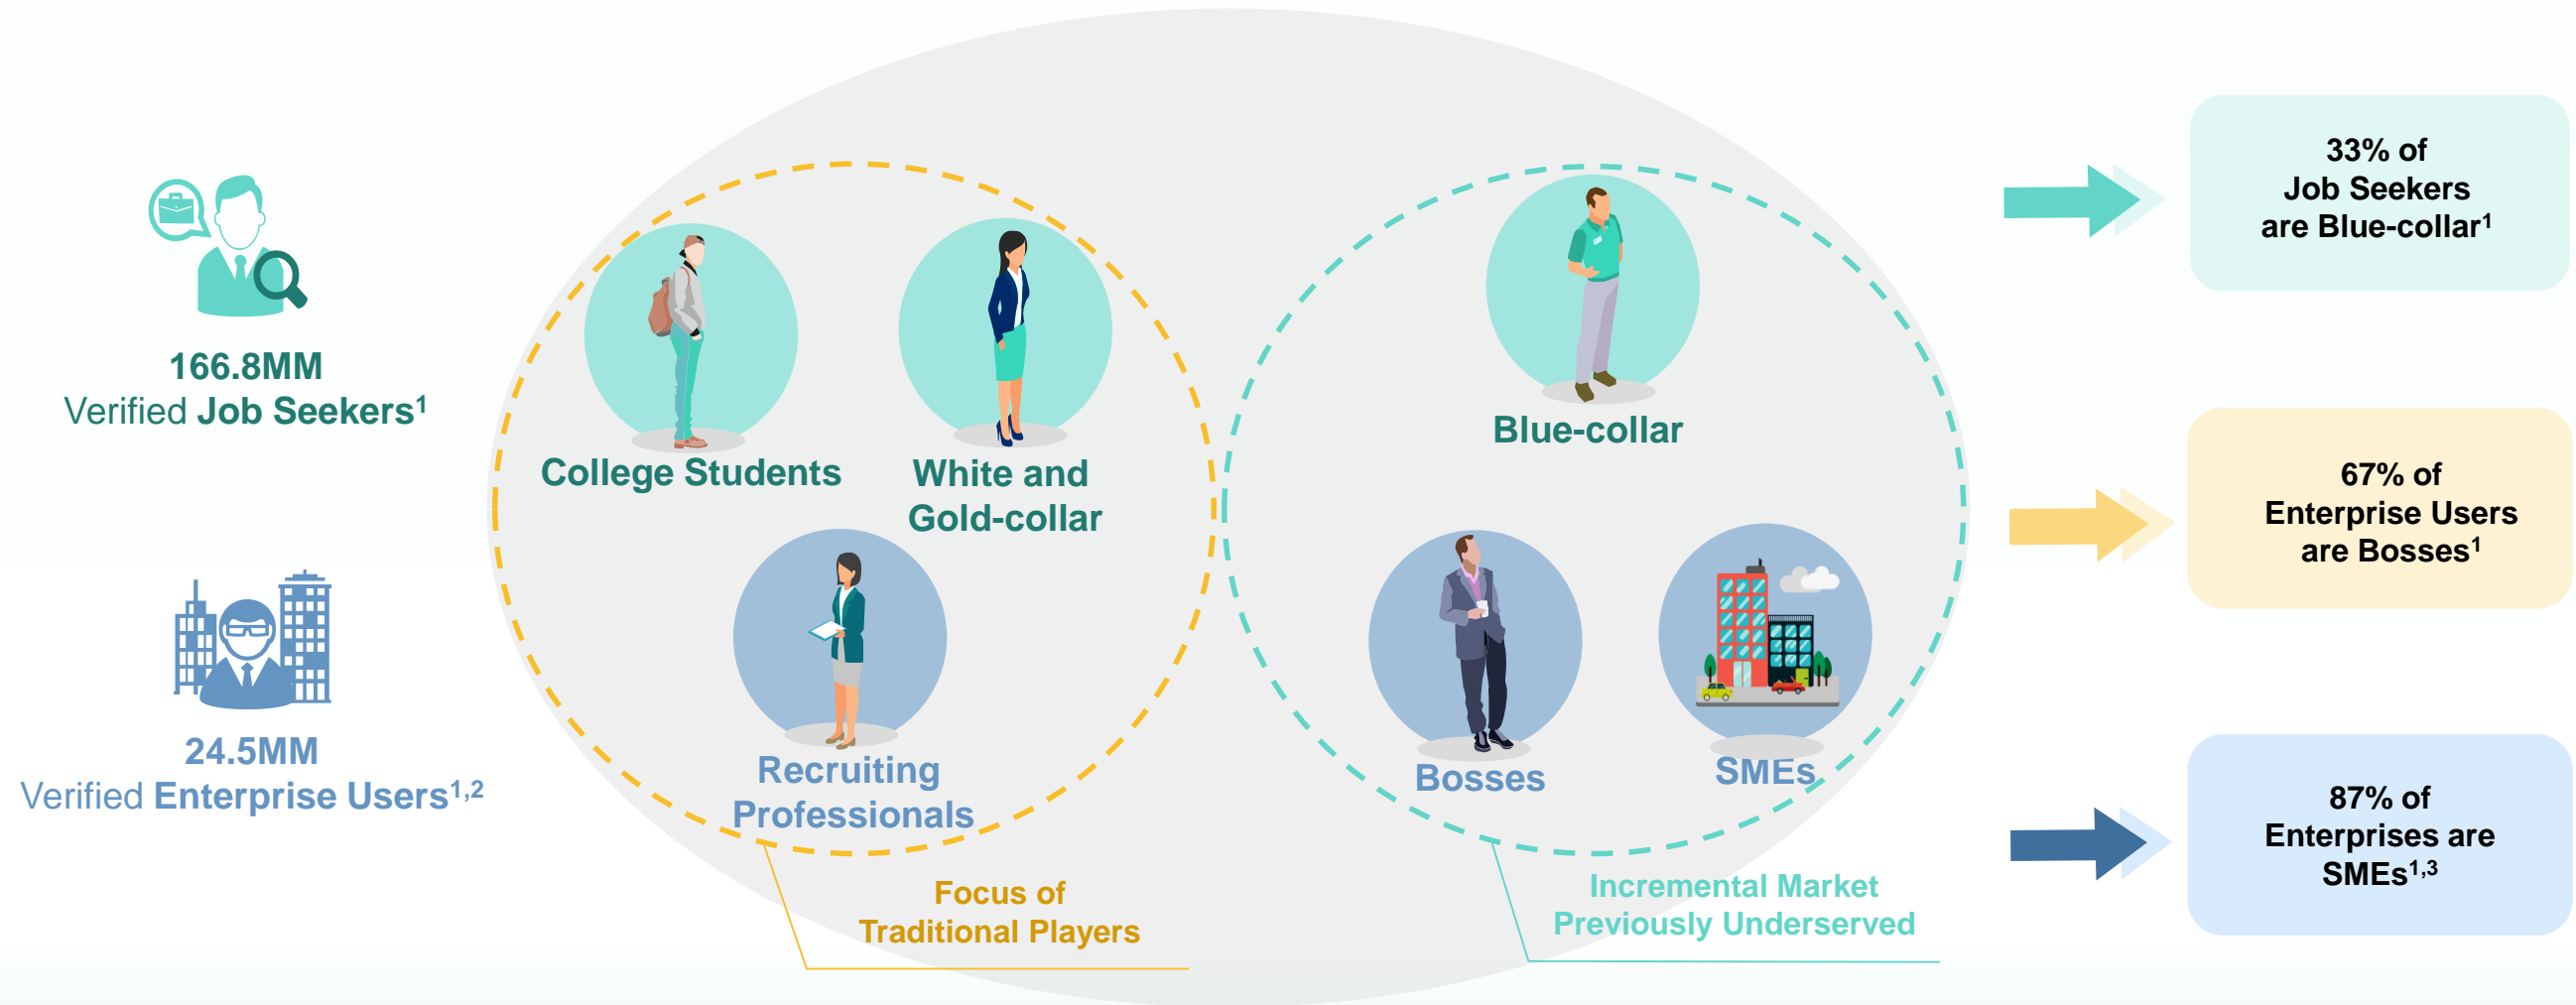 166.8MM
Verified Job Seekers¹
24.5MM
Verified Enterprise Users¹,²
College Students
White and
Gold-collar
Recruiting
Professionals
Focus of
Traditional Players
Blue-collar
Bosses
SMEs
Incremental Market
Previously Underserved
33% of
Job Seekers
are Blue-collar¹
67% of
Enterprise Users
are Bosses¹
87% of
Enterprises are
SMEs¹,³